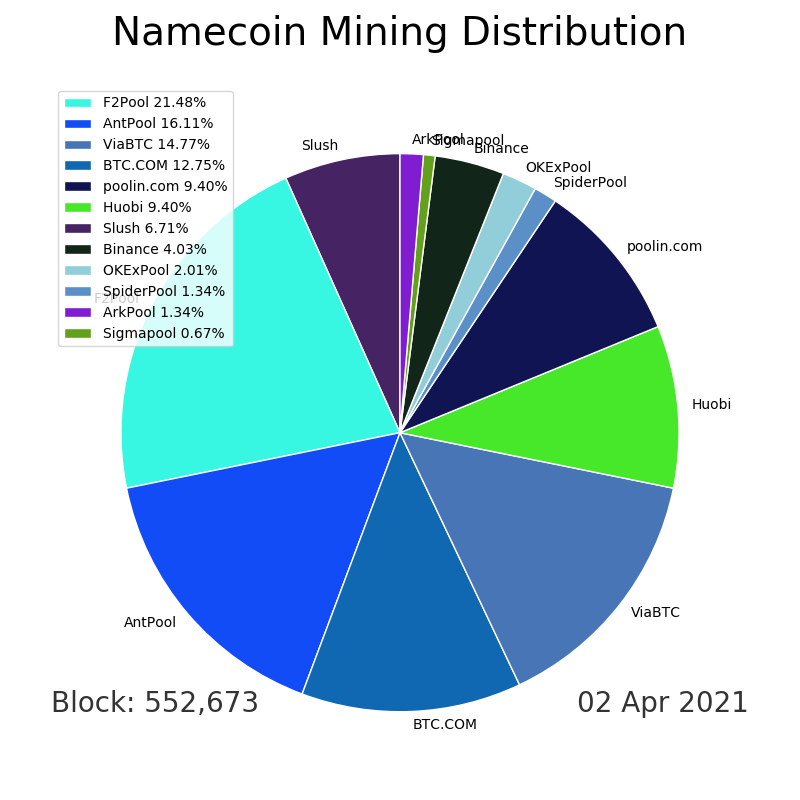 Namecoin Mining Distribution
F2Pool 21.48%
AntPool 16.11%
ViaBTC 14.77%
BTC.COM 12.75%
poolin.com 9.40%
Huobi 9.40%
Slush 6.71%
Binance 4.03%
OKExPool 2.01%
SpiderPool 1.34%
ArkPool 1.34%
Sigmapool 0.67%
Slush
ArkPool
Sigmapool
Binance
OKExPool
SpiderPool
poolin.com
F2Pool
Huobi
ViaBTC
AntPool
BTC.COM
Block: 552,673
02 Apr 2021